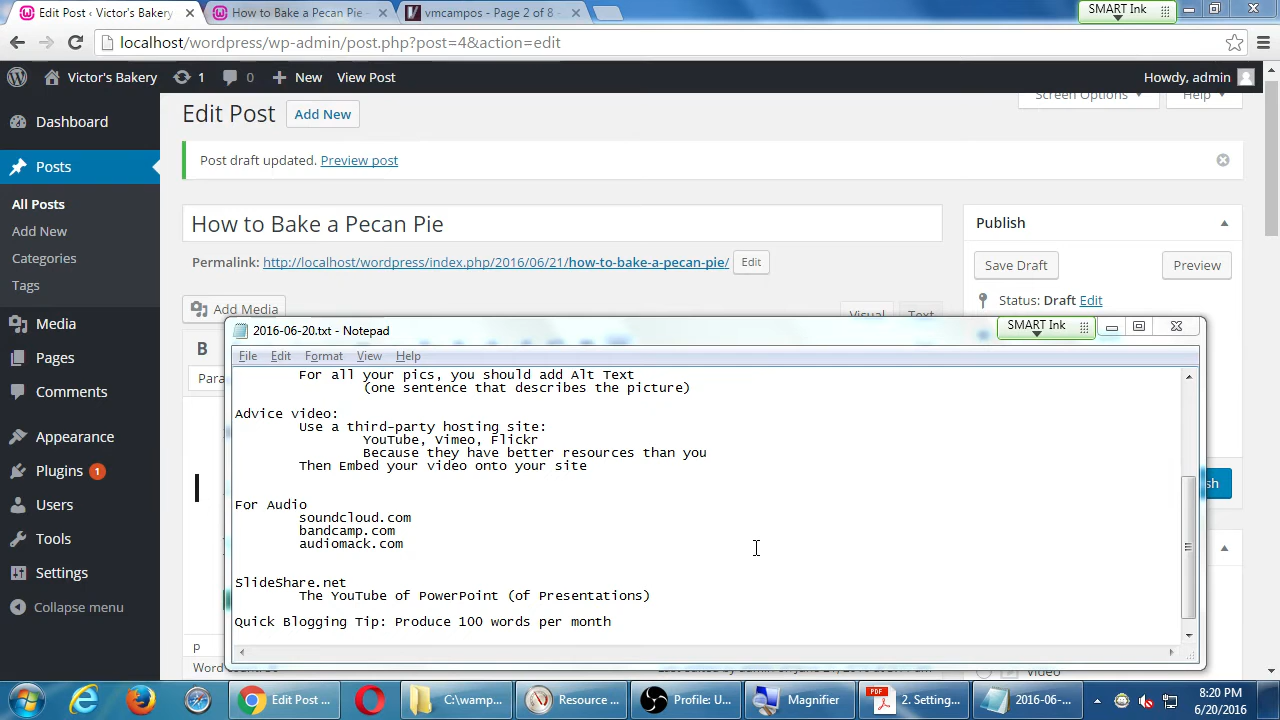 Edit Post ‹ Victor's Bakery
How to Bake a Pecan Pie -
vmcampos - Page 2 of 8 -
SMART Ink
localhost/wordpress/wp-admin/post.php?post=4&action=edit
Victor's Bakery
1
0
New
View Post
Howdy, admin
Dashboard
Posts
All Posts
Add New
Categories
Tags
Media
Pages
Comments
Appearance
Plugins 1
Users
Tools
Settings
Collapse menu
Edit Post
Add New
Screen Options
Help
Post draft updated. Preview post
How to Bake a Pecan Pie
Permalink: http://localhost/wordpress/index.php/2016/06/21/how-to-bake-a-pecan-pie/
Edit
Add Media
Visual
Text
B
Para
p
Publish
Save Draft
Preview
Status: Draft Edit
2016-06-20.txt - Notepad
SMART Ink
File Edit Format View Help
For all your pics, you should add Alt Text
(one sentence that describes the picture)
Advice video:
Use a third-party hosting site:
YouTube, Vimeo, Flickr
Because they have better resources than you
Then Embed your video onto your site
For Audio
soundcloud.com
bandcamp.com
audiomack.com
SlideShare.net
The YouTube of PowerPoint (of Presentations)
Quick Blogging Tip: Produce 100 words per month
sh
Video
Edit Post ...
C:\wamp...
Resource ...
Profile: U...
Magnifier
2. Setting...
2016-06-...
8:20 PM
6/20/2016